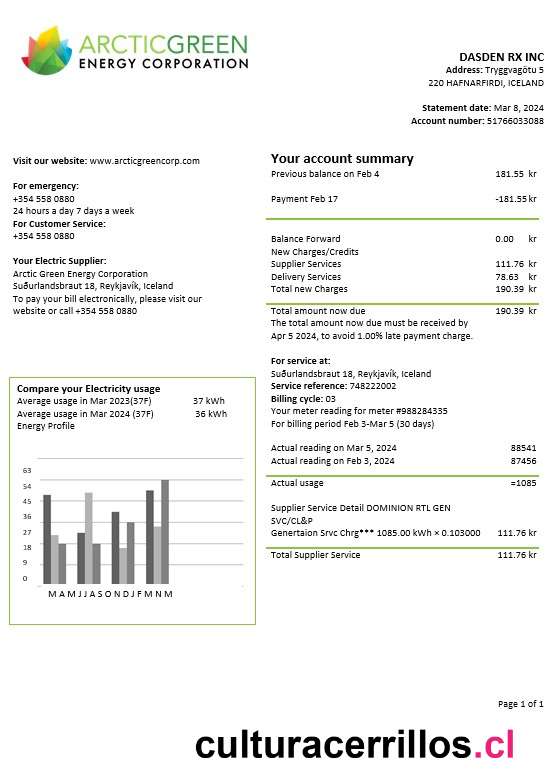 ARCTICGREEN
ENERGY CORPORATION
DASDEN RX INC
Address: Tryggvagötu 5
220 HAFNARFIRDI, ICELAND
Statement date: Mar 8, 2024
Account number: 51766033088
Visit our website: www.arcticgreencorp.com
For emergency:
+354 558 0880
24 hours a day 7 days a week
For Customer Service:
+354 558 0880
Your Electric Supplier:
Arctic Green Energy Corporation
Suðurlandsbraut 18, Reykjavík, Iceland
To pay your bill electronically, please visit our
website or call +354 558 0880
Your account summary
Previous balance on Feb 4 181.55 kr
Payment Feb 17 -181.55 kr
Balance Forward 0.00 kr
New Charges/Credits
Supplier Services 111.76 kr
Delivery Services 78.63 kr
Total new Charges 190.39 kr
Total amount now due 190.39 kr
The total amount now due must be received by
Apr 5 2024, to avoid 1.00% late payment charge.
For service at:
Suðurlandsbraut 18, Reykjavík, Iceland
Service reference: 748222002
Billing cycle: 03
Your meter reading for meter #988284335
For billing period Feb 3-Mar 5 (30 days)
Actual reading on Mar 5, 2024 88541
Actual reading on Feb 3, 2024 87456
Actual usage =1085
Supplier Service Detail DOMINION RTL GEN
SVC/CL&P
Genertaion Srvc Chrg*** 1085.00 kWh × 0.103000 111.76 kr
Total Supplier Service 111.76 kr
Compare your Electricity usage
Average usage in Mar 2023(37F) 37 kWh
Average usage in Mar 2024 (37F) 36 kWh
Energy Profile
63
54
45
36
27
18
9
0
M A M J J A S O N D J F M N M
Page 1 of 1
culturacerrillos.cl